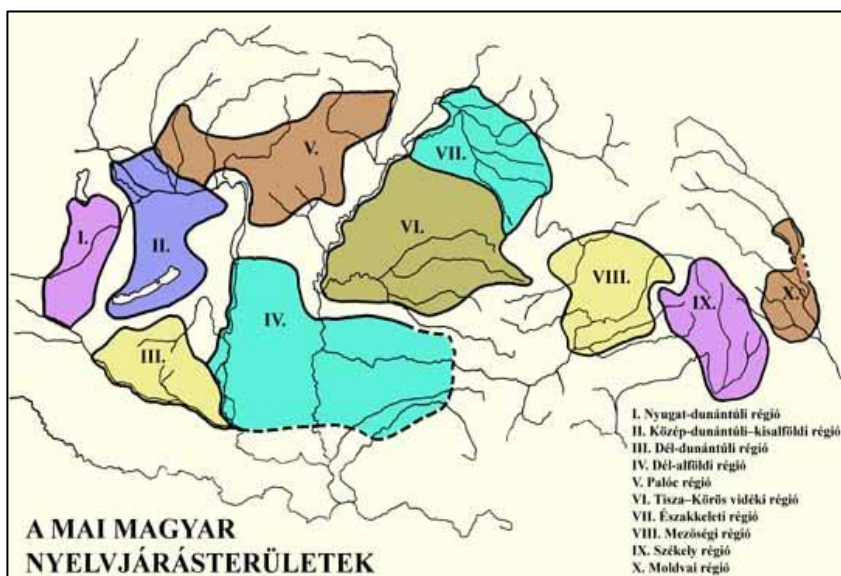 V.
VII.
I.
II.
VI.
VIII.
IX.
X.
IV.
III.
I. Nyugat-dunántúli régió
II. Közép-dunántúli–kisalföldi régió
III. Dél-dunántúli régió
IV. Dél-alföldi régió
V. Palóc régió
VI. Tisza–Körös vidéki régió
VII. Északkeleti régió
VIII. Mezőségi régió
IX. Székely régió
X. Moldvai régió
A MAI MAGYAR
NYELVJÁRÁSTERÜLETEK